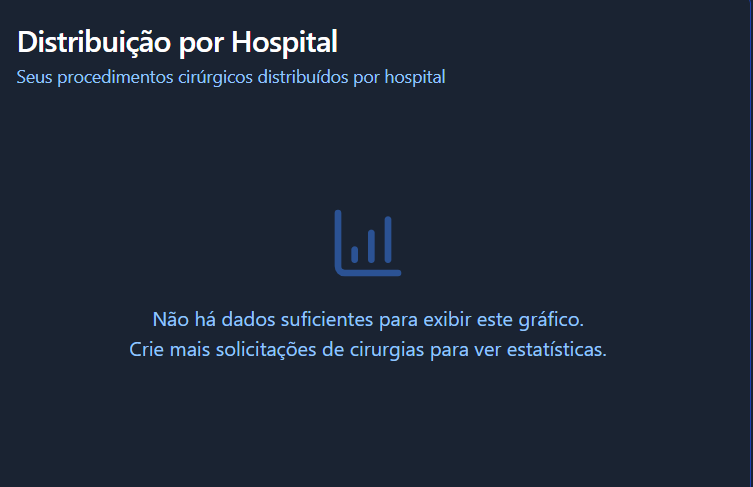 Distribuição por Hospital
Seus procedimentos cirúrgicos distribuídos por hospital
Não há dados suficientes para exibir este gráfico.
Crie mais solicitações de cirurgias para ver estatísticas.